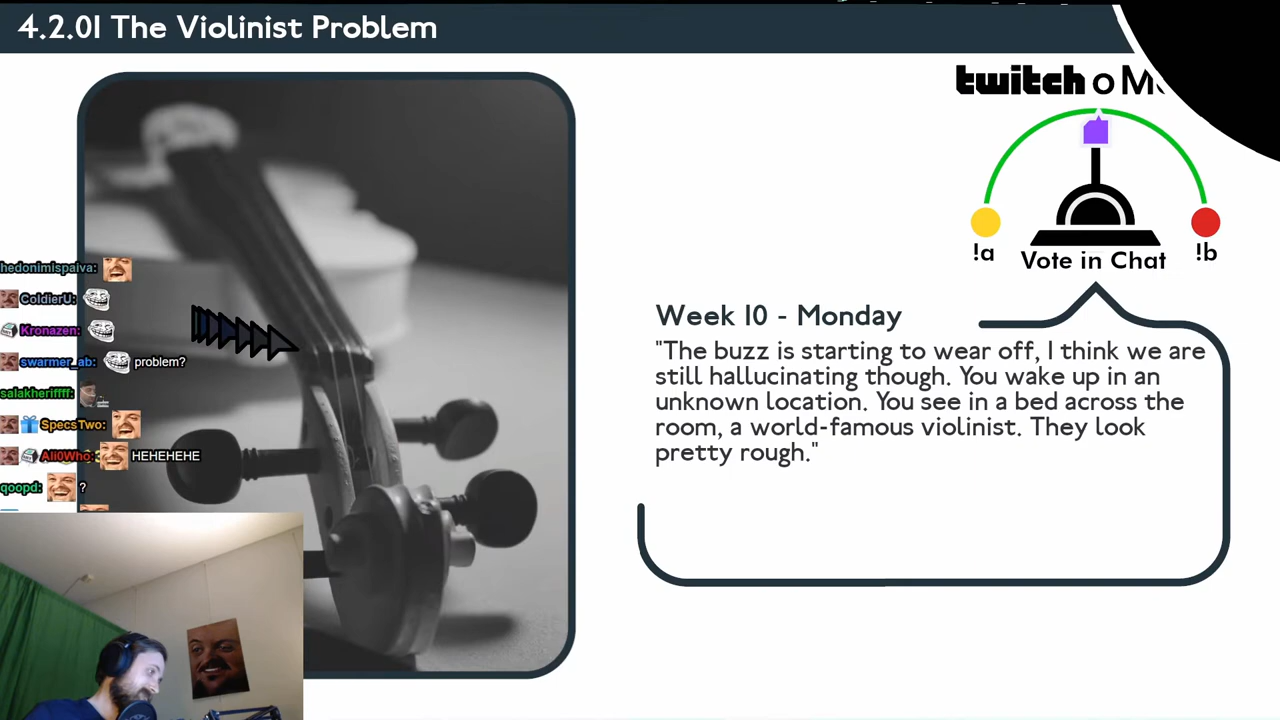 4.2.01 The Violinist Problem
twitch o M
!a
Vote in Chat
!b
Week 10 - Monday
"The buzz is starting to wear off, I think we are
still hallucinating though. You wake up in an
unknown location. You see in a bed across the
room, a world-famous violinist. They look
pretty rough."
hedonimispaiva:
ColdierU:
Kronazen:
swarmer_ab: problem?
salakheriffff:
SpecsTwo:
Ali0Who: HEHEHEHE
qoopd: ?